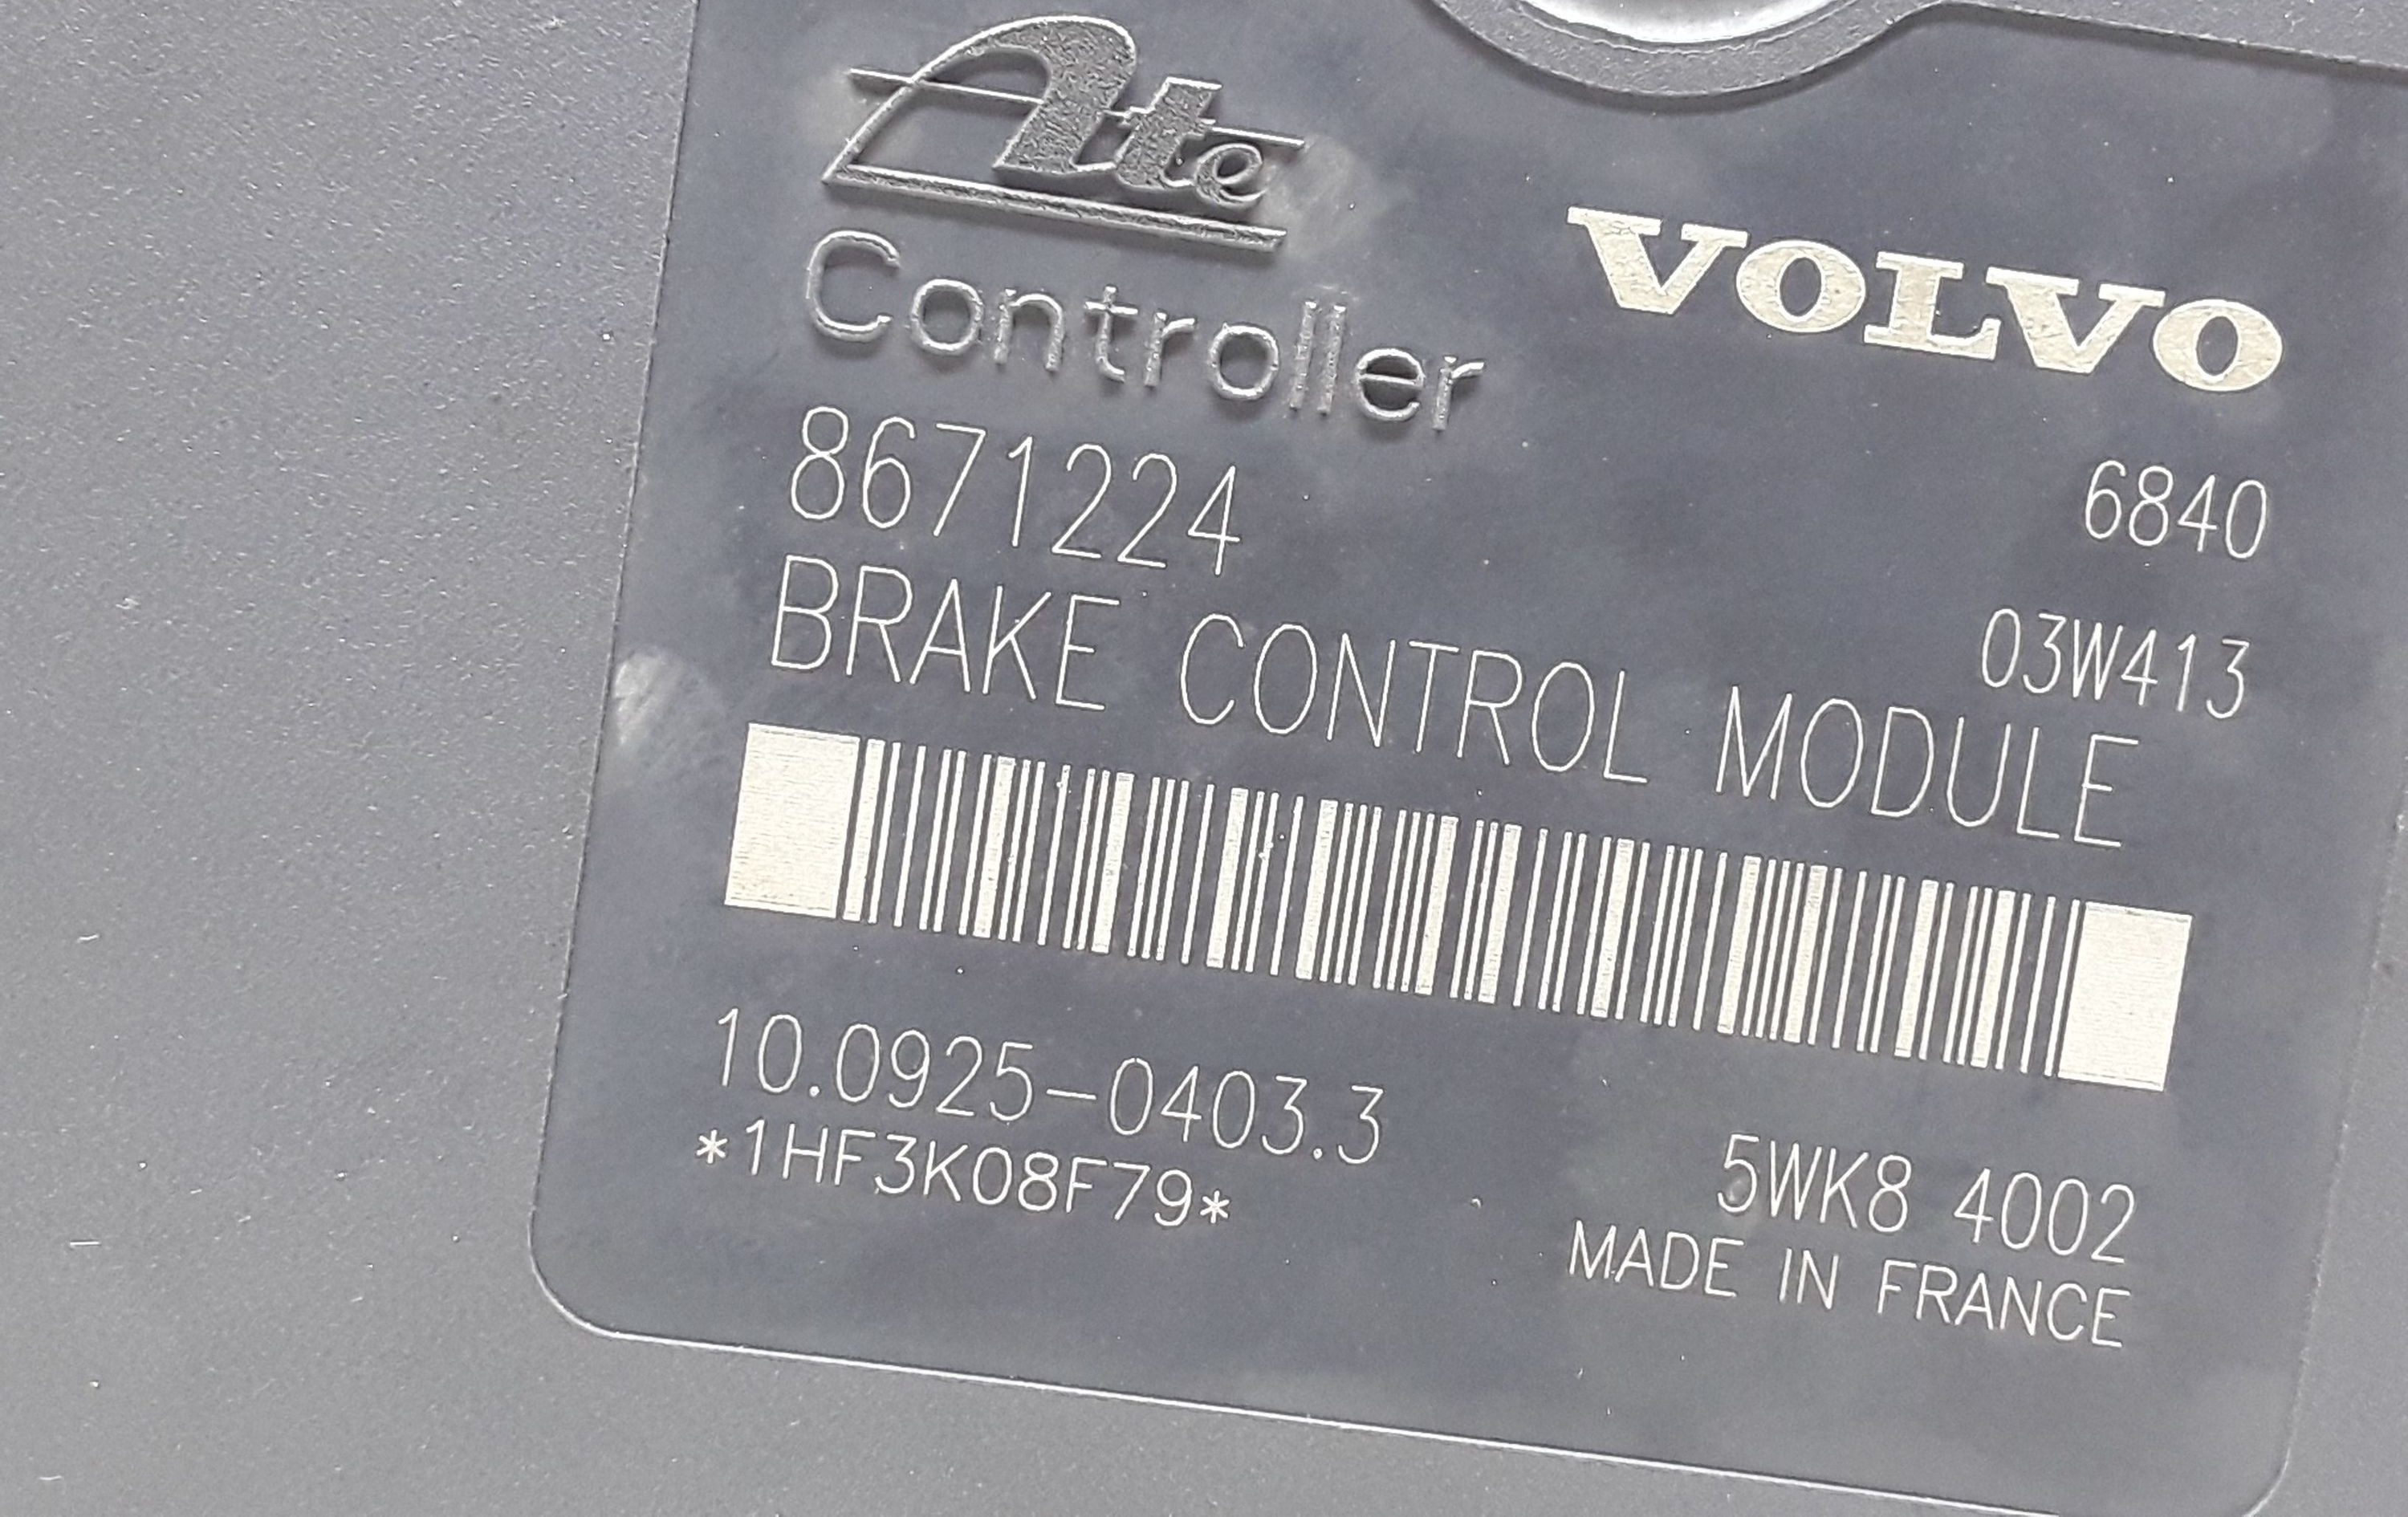 Ate
Controller
VOLVO
8671224
6840
BRAKE CONTROL MODULE
03W413
10.0925-0403.3
*1HF3K08F79*
5WK8 4002
MADE IN FRANCE